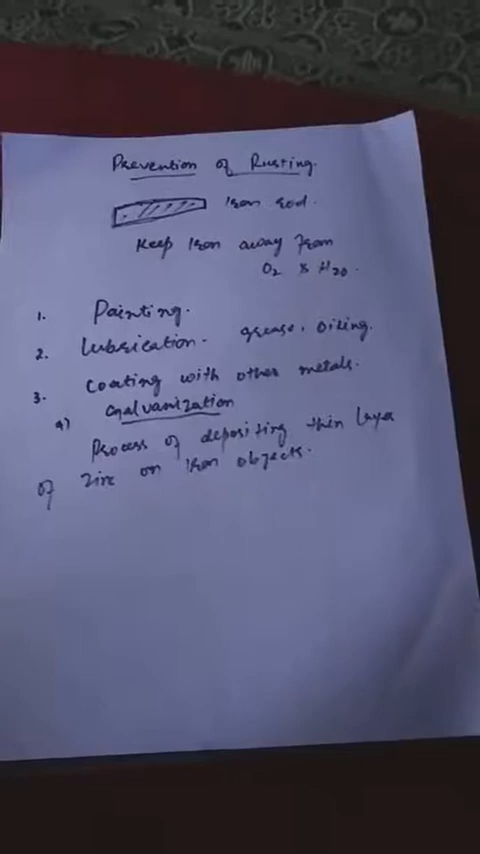 Prevention of Rusting.
Iron rod.
Keep Iron away from
O2 & H2O.
1. Painting.
2. Lubrication. grease, oiling.
3. Coating with other metals.
a) Galvanization
Process of depositing thin layer
of zinc on Iron objects.